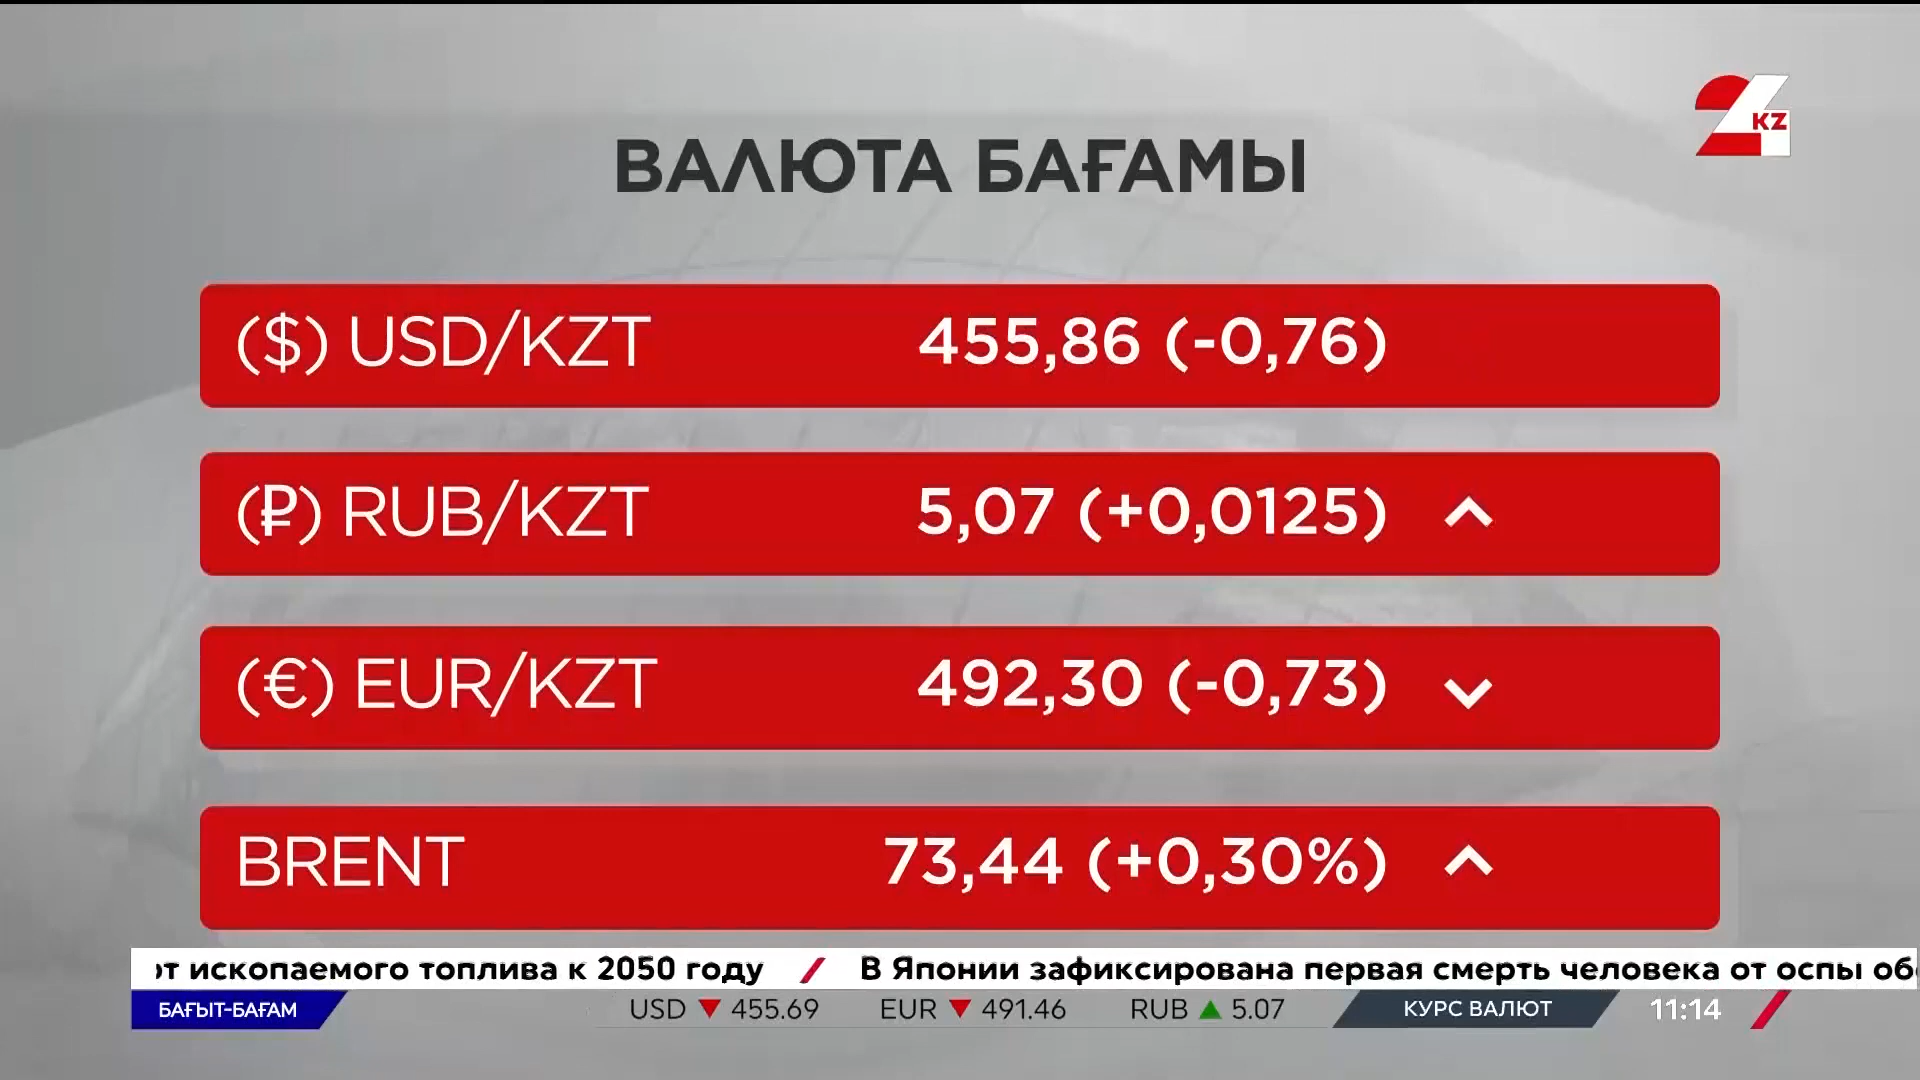 24 KZ
ВАЛЮТА БАҒАМЫ
($) USD/KZT 455,86 (-0,76)
(₽) RUB/KZT 5,07 (+0,0125)
(€) EUR/KZT 492,30 (-0,73)
BRENT 73,44 (+0,30%)
от ископаемого топлива к 2050 году / В Японии зафиксирована первая смерть человека от оспы
БАҒЫТ-БАҒАМ USD ▼ 455.69 EUR ▼ 491.46 RUB ▲ 5.07 КУРС ВАЛЮТ 11:14